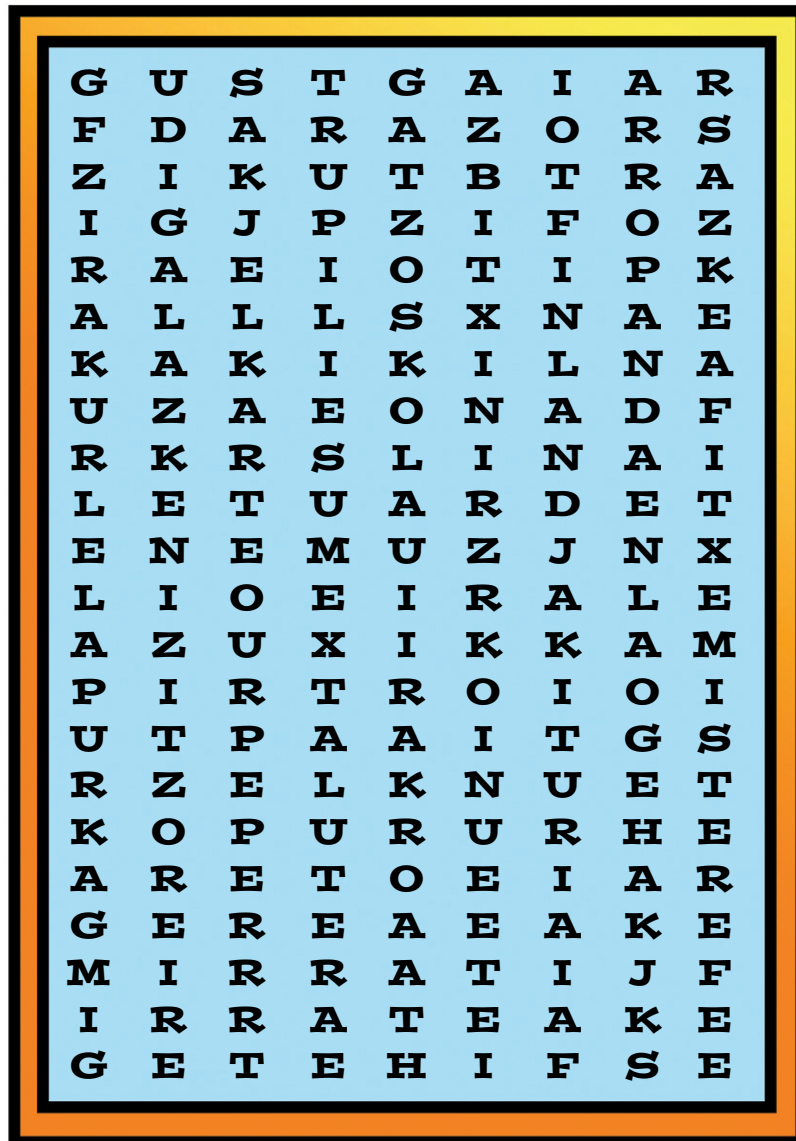 G U S T G A I A R
F D A R A Z O R S
Z I K U T B T R A
I G J P Z I F O Z
R A E I O T I P K
A L L L S X N A E
K A K I K I L N A
U Z A E O N A D F
R K R S L I N A I
L E T U A R D E T
E N E M U Z J N X
L I O E I R A L E
A Z U X I K K A M
P I R T R O I O I
U T P A A I T G S
R Z E L K N U E T
K O P U R U R H E
A R E T O E I A R
G E R E A E A K E
M I R R A T I J F
I R R A T E A K E
G E T E H I F S E